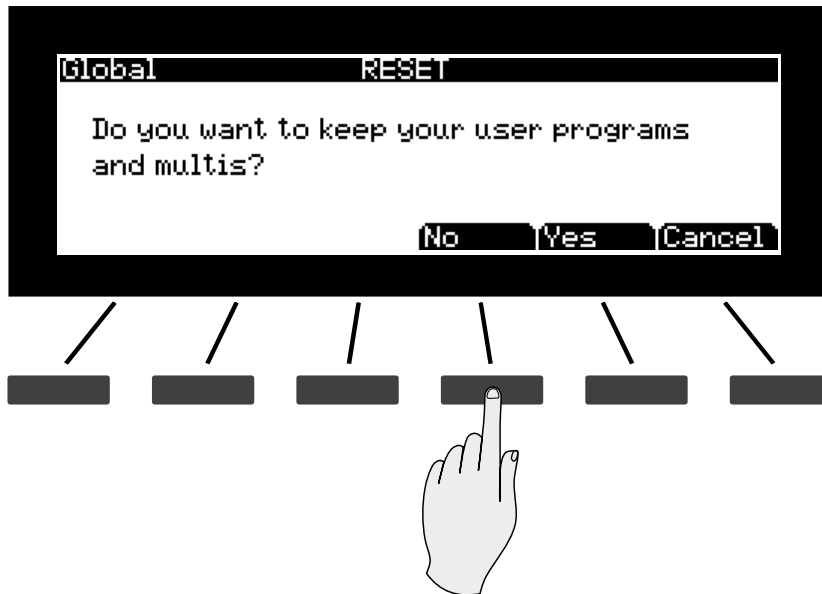 Global RESET
Do you want to keep your user programs
and multis?
No Yes Cancel